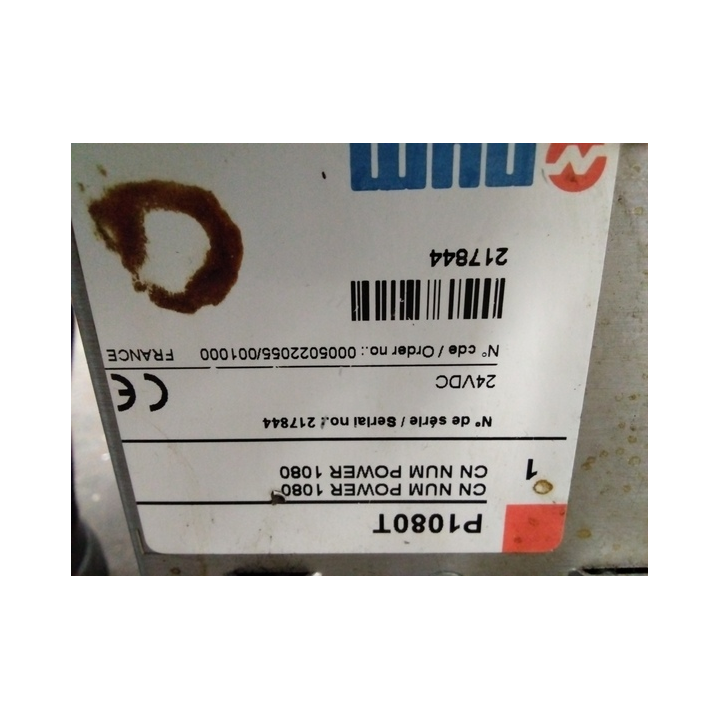 P1080T
CN NUM POWER 1080
CN NUM POWER 1080
1
N° de série / Serial no.: 217844
24VDC
N° cde / Order no.: 0005022055/001000 FRANCE
217844
num